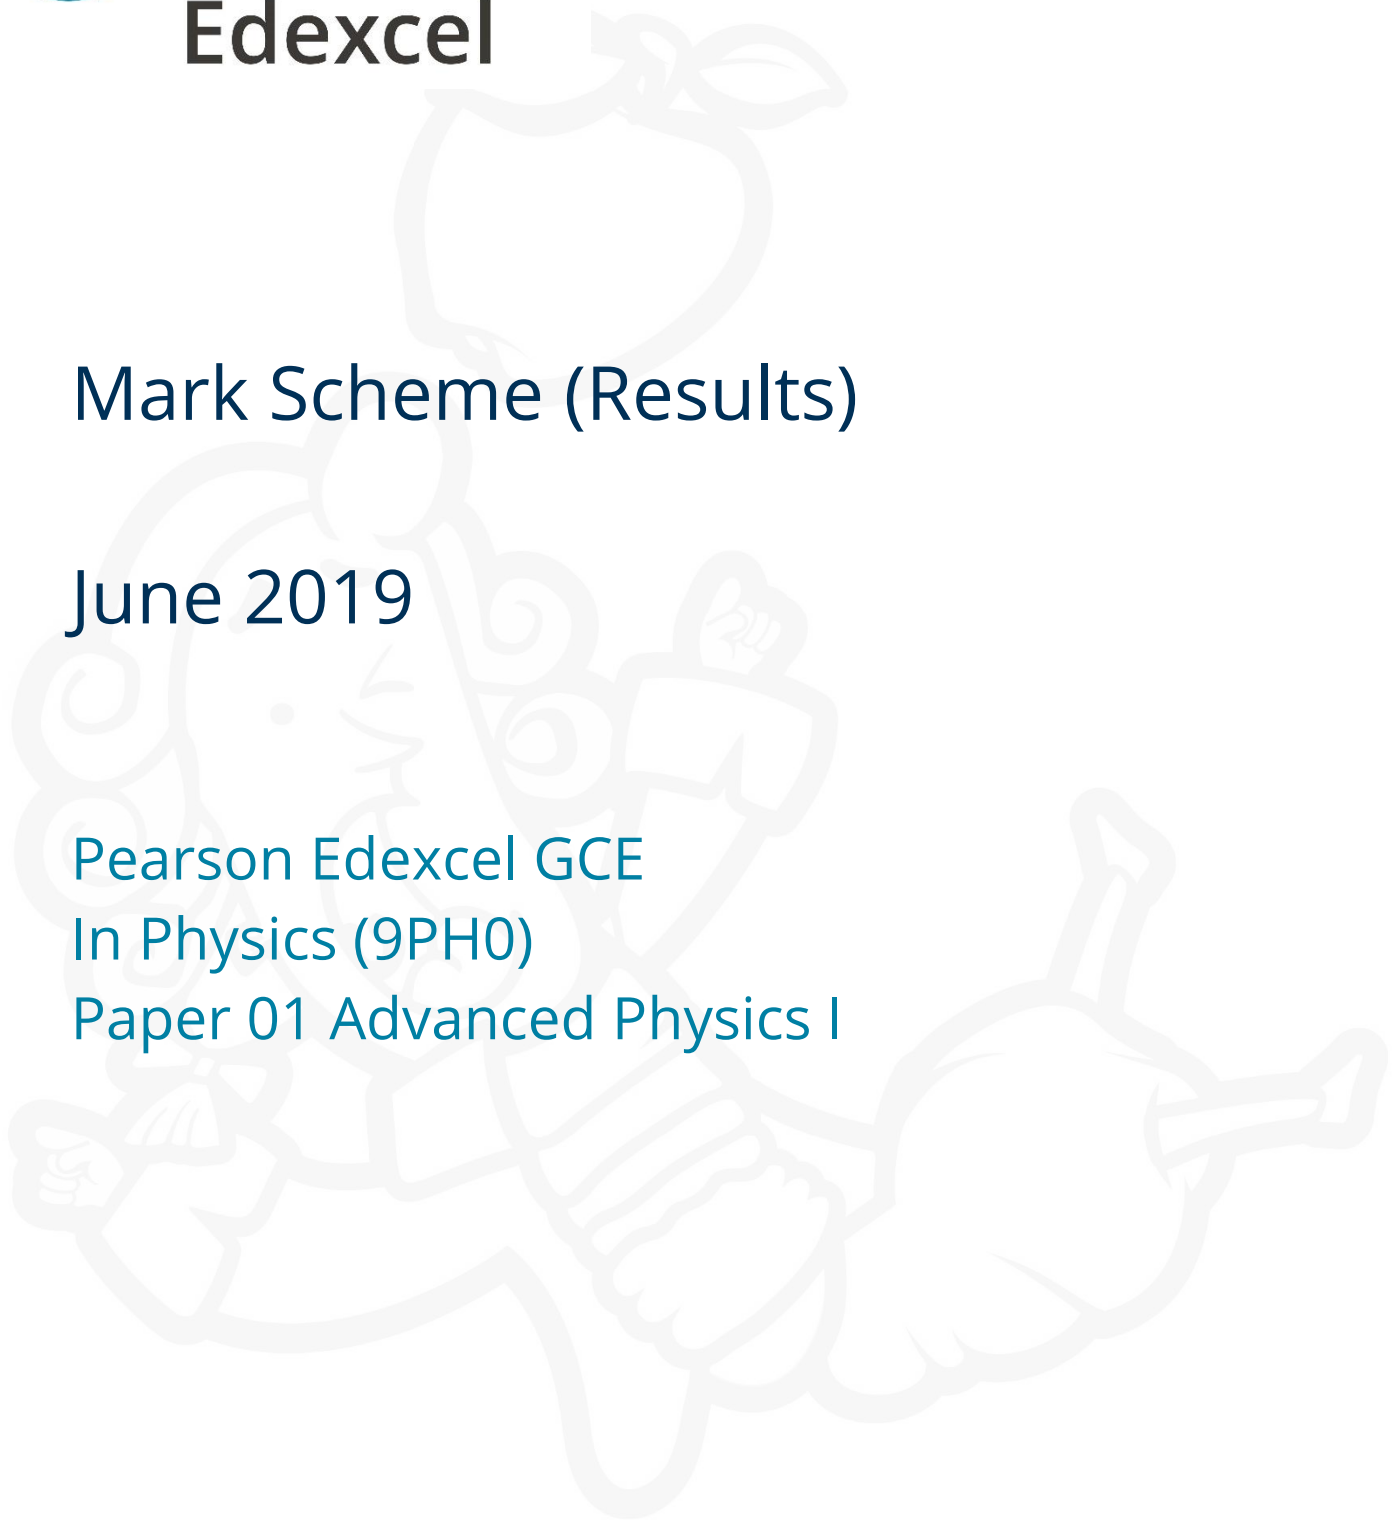 Edexcel
Mark Scheme (Results)
June 2019
Pearson Edexcel GCE
In Physics (9PH0)
Paper 01 Advanced Physics I